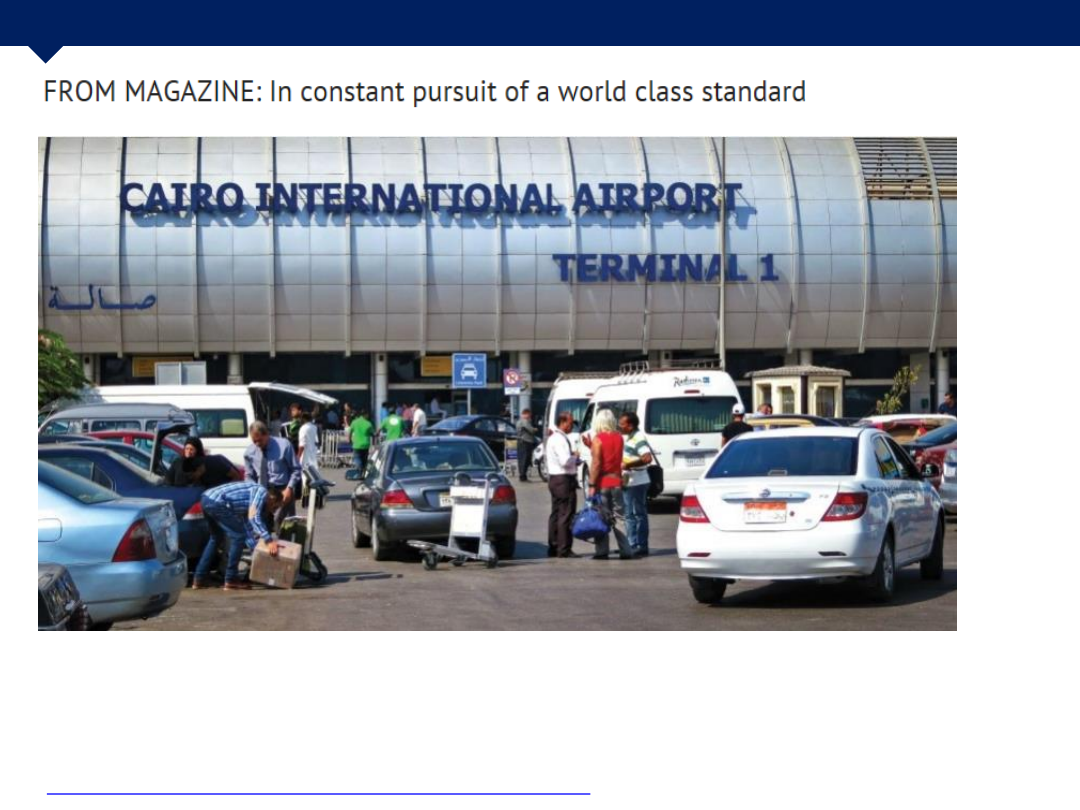 FROM MAGAZINE: In constant pursuit of a world class standard
CAIRO INTERNATIONAL AIRPORT
TERMINAL 1
صالة
Radisson